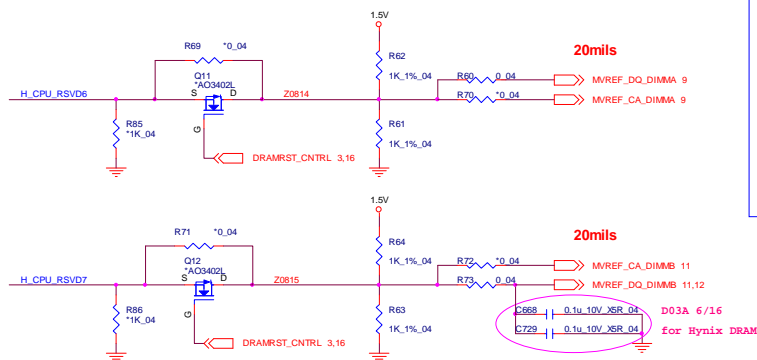 1.5V
R69 *0_04
R62
1K_1%_04
20mils
Q11
*AO3402L
R60 0_04
MVREF_DQ_DIMMA 9
H_CPU_RSVD6
S D
Z0814
R70 *0_04
MVREF_CA_DIMMA 9
R85
*1K_04
G
R61
1K_1%_04
DRAMRST_CNTRL 3,16
1.5V
R71 *0_04
R64
1K_1%_04
20mils
Q12
*AO3402L
R72 *0_04
MVREF_CA_DIMMB 11
H_CPU_RSVD7
S D
Z0815
R73 0_04
MVREF_DQ_DIMMB 11,12
R86
*1K_04
G
R63
1K_1%_04
C668 0.1u_10V_X5R_04
D03A 6/16
C729 0.1u_10V_X5R_04
for Hynix DRAM
DRAMRST_CNTRL 3,16